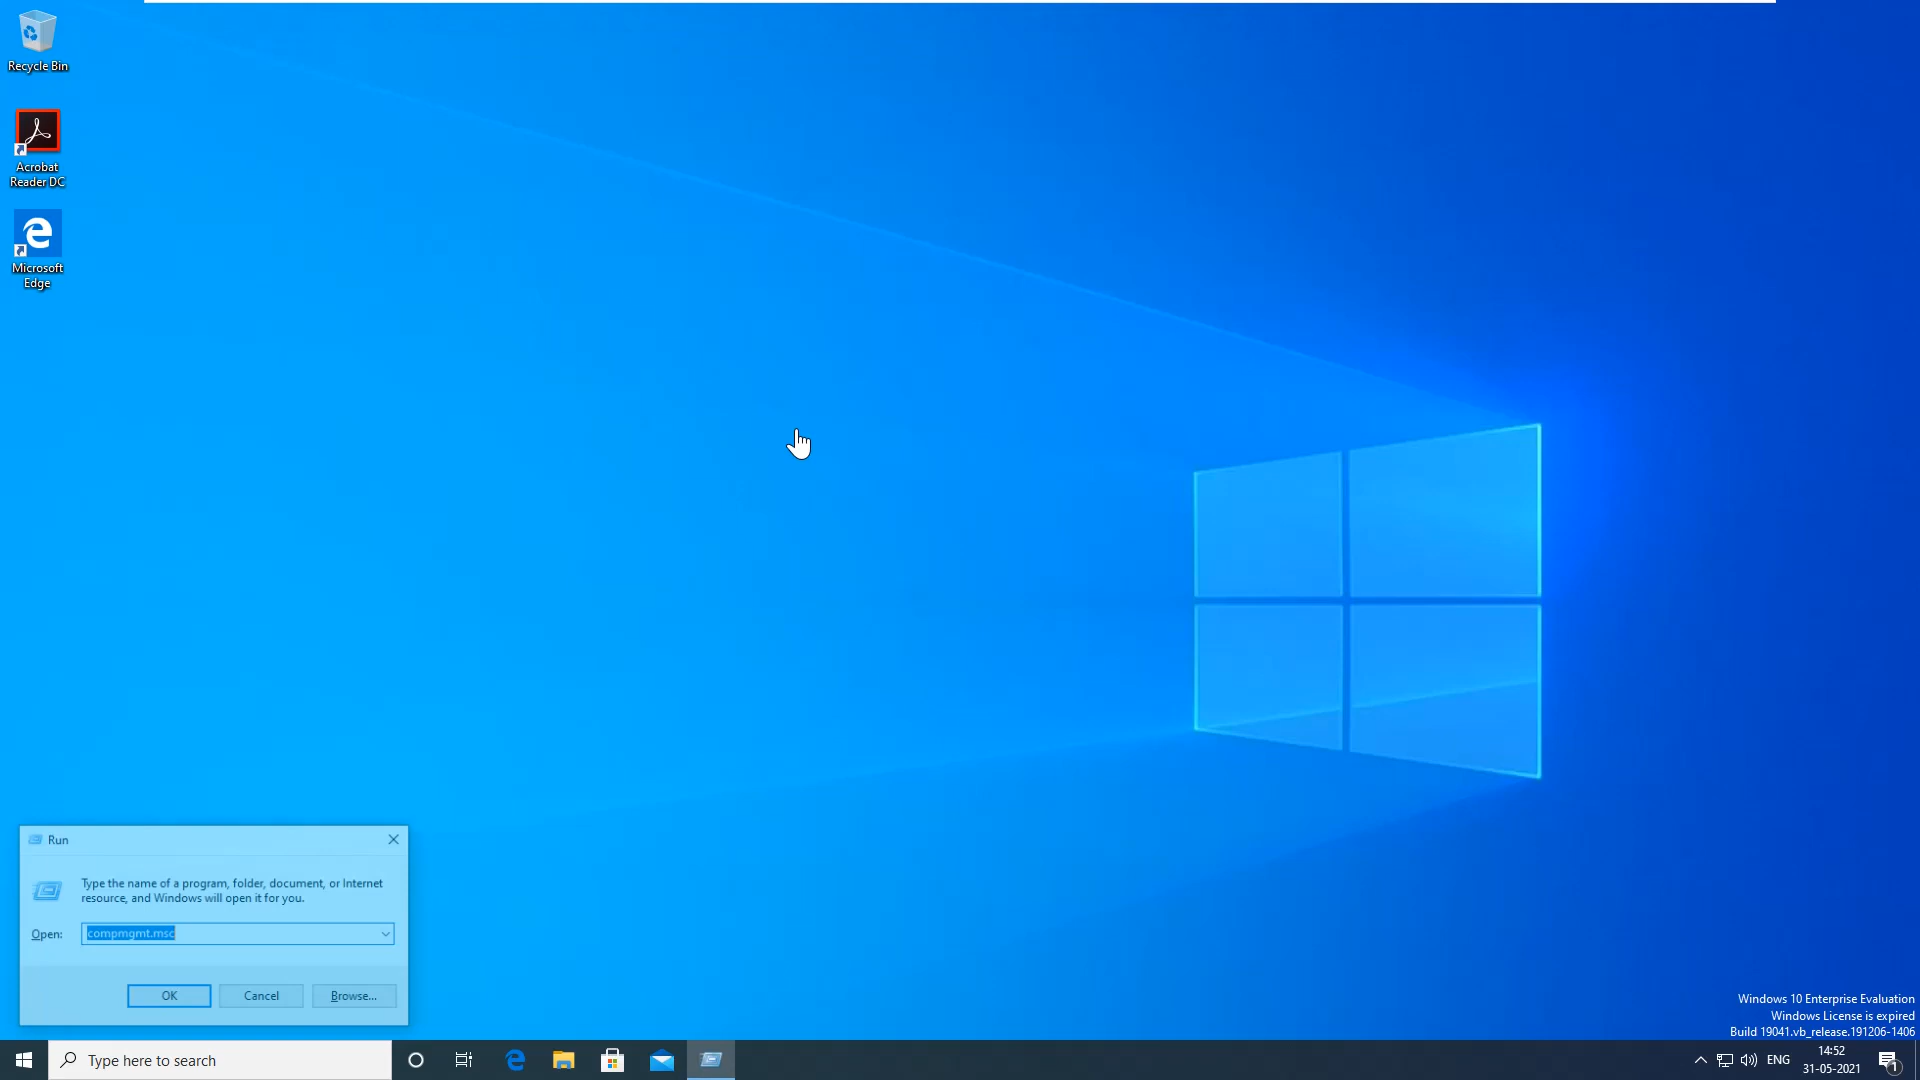 Recycle Bin
Acrobat
Reader DC
Microsoft
Edge
Run
Type the name of a program, folder, document, or Internet
resource, and Windows will open it for you.
Open:
compmgmt.msc
OK
Cancel
Browse...
Windows 10 Enterprise Evaluation
Windows License is expired
Build 19041.vb_release.191206-1406
Type here to search
ENG
14:52
31-05-2021
1